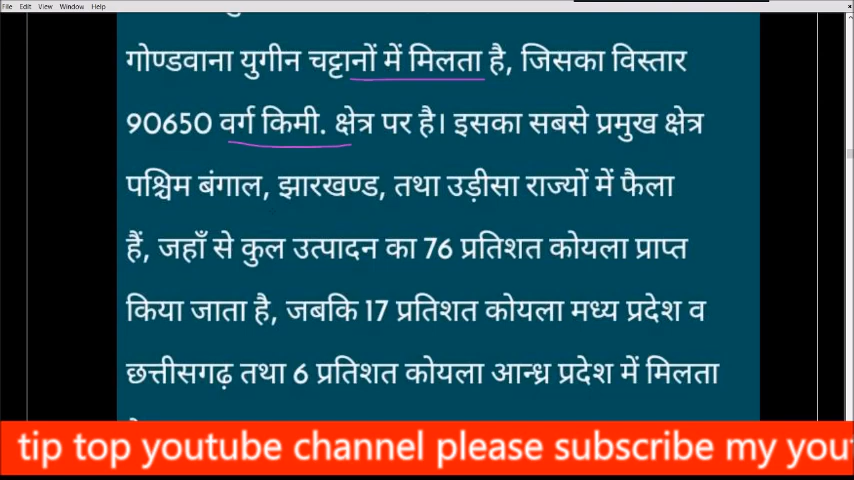 File Edit View Window Help
गोण्डवाना युगीन चट्टानों में मिलता है, जिसका विस्तार
90650 वर्ग किमी. क्षेत्र पर है। इसका सबसे प्रमुख क्षेत्र
पश्चिम बंगाल, झारखण्ड, तथा उड़ीसा राज्यों में फैला
हैं, जहाँ से कुल उत्पादन का 76 प्रतिशत कोयला प्राप्त
किया जाता है, जबकि 17 प्रतिशत कोयला मध्य प्रदेश व
छत्तीसगढ़ तथा 6 प्रतिशत कोयला आन्ध्र प्रदेश में मिलता
tip top youtube channel please subscribe my you